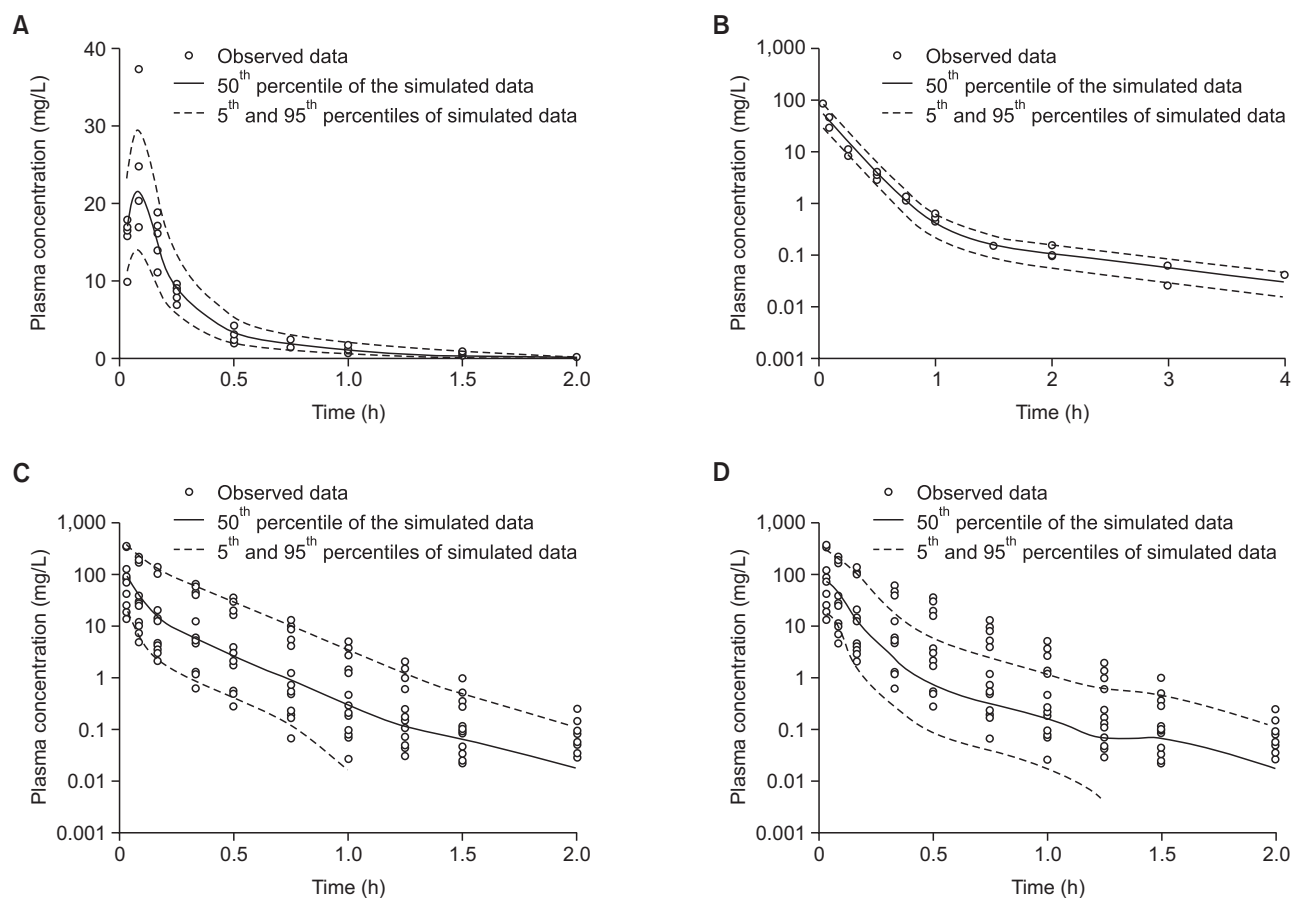 A
Plasma concentration (mg/L)
40
30
20
10
0
Observed data
50th percentile of the simulated data
5th and 95th percentiles of simulated data
0 0.5 1.0 1.5 2.0
Time (h)
B
Plasma concentration (mg/L)
1,000
100
10
1
0.1
0.01
0.001
Observed data
50th percentile of the simulated data
5th and 95th percentiles of simulated data
0 1 2 3 4
Time (h)
C
Plasma concentration (mg/L)
1,000
100
10
1
0.1
0.01
0.001
Observed data
50th percentile of the simulated data
5th and 95th percentiles of simulated data
0 0.5 1.0 1.5 2.0
Time (h)
D
Plasma concentration (mg/L)
1,000
100
10
1
0.1
0.01
0.001
Observed data
50th percentile of the simulated data
5th and 95th percentiles of simulated data
0 0.5 1.0 1.5 2.0
Time (h)